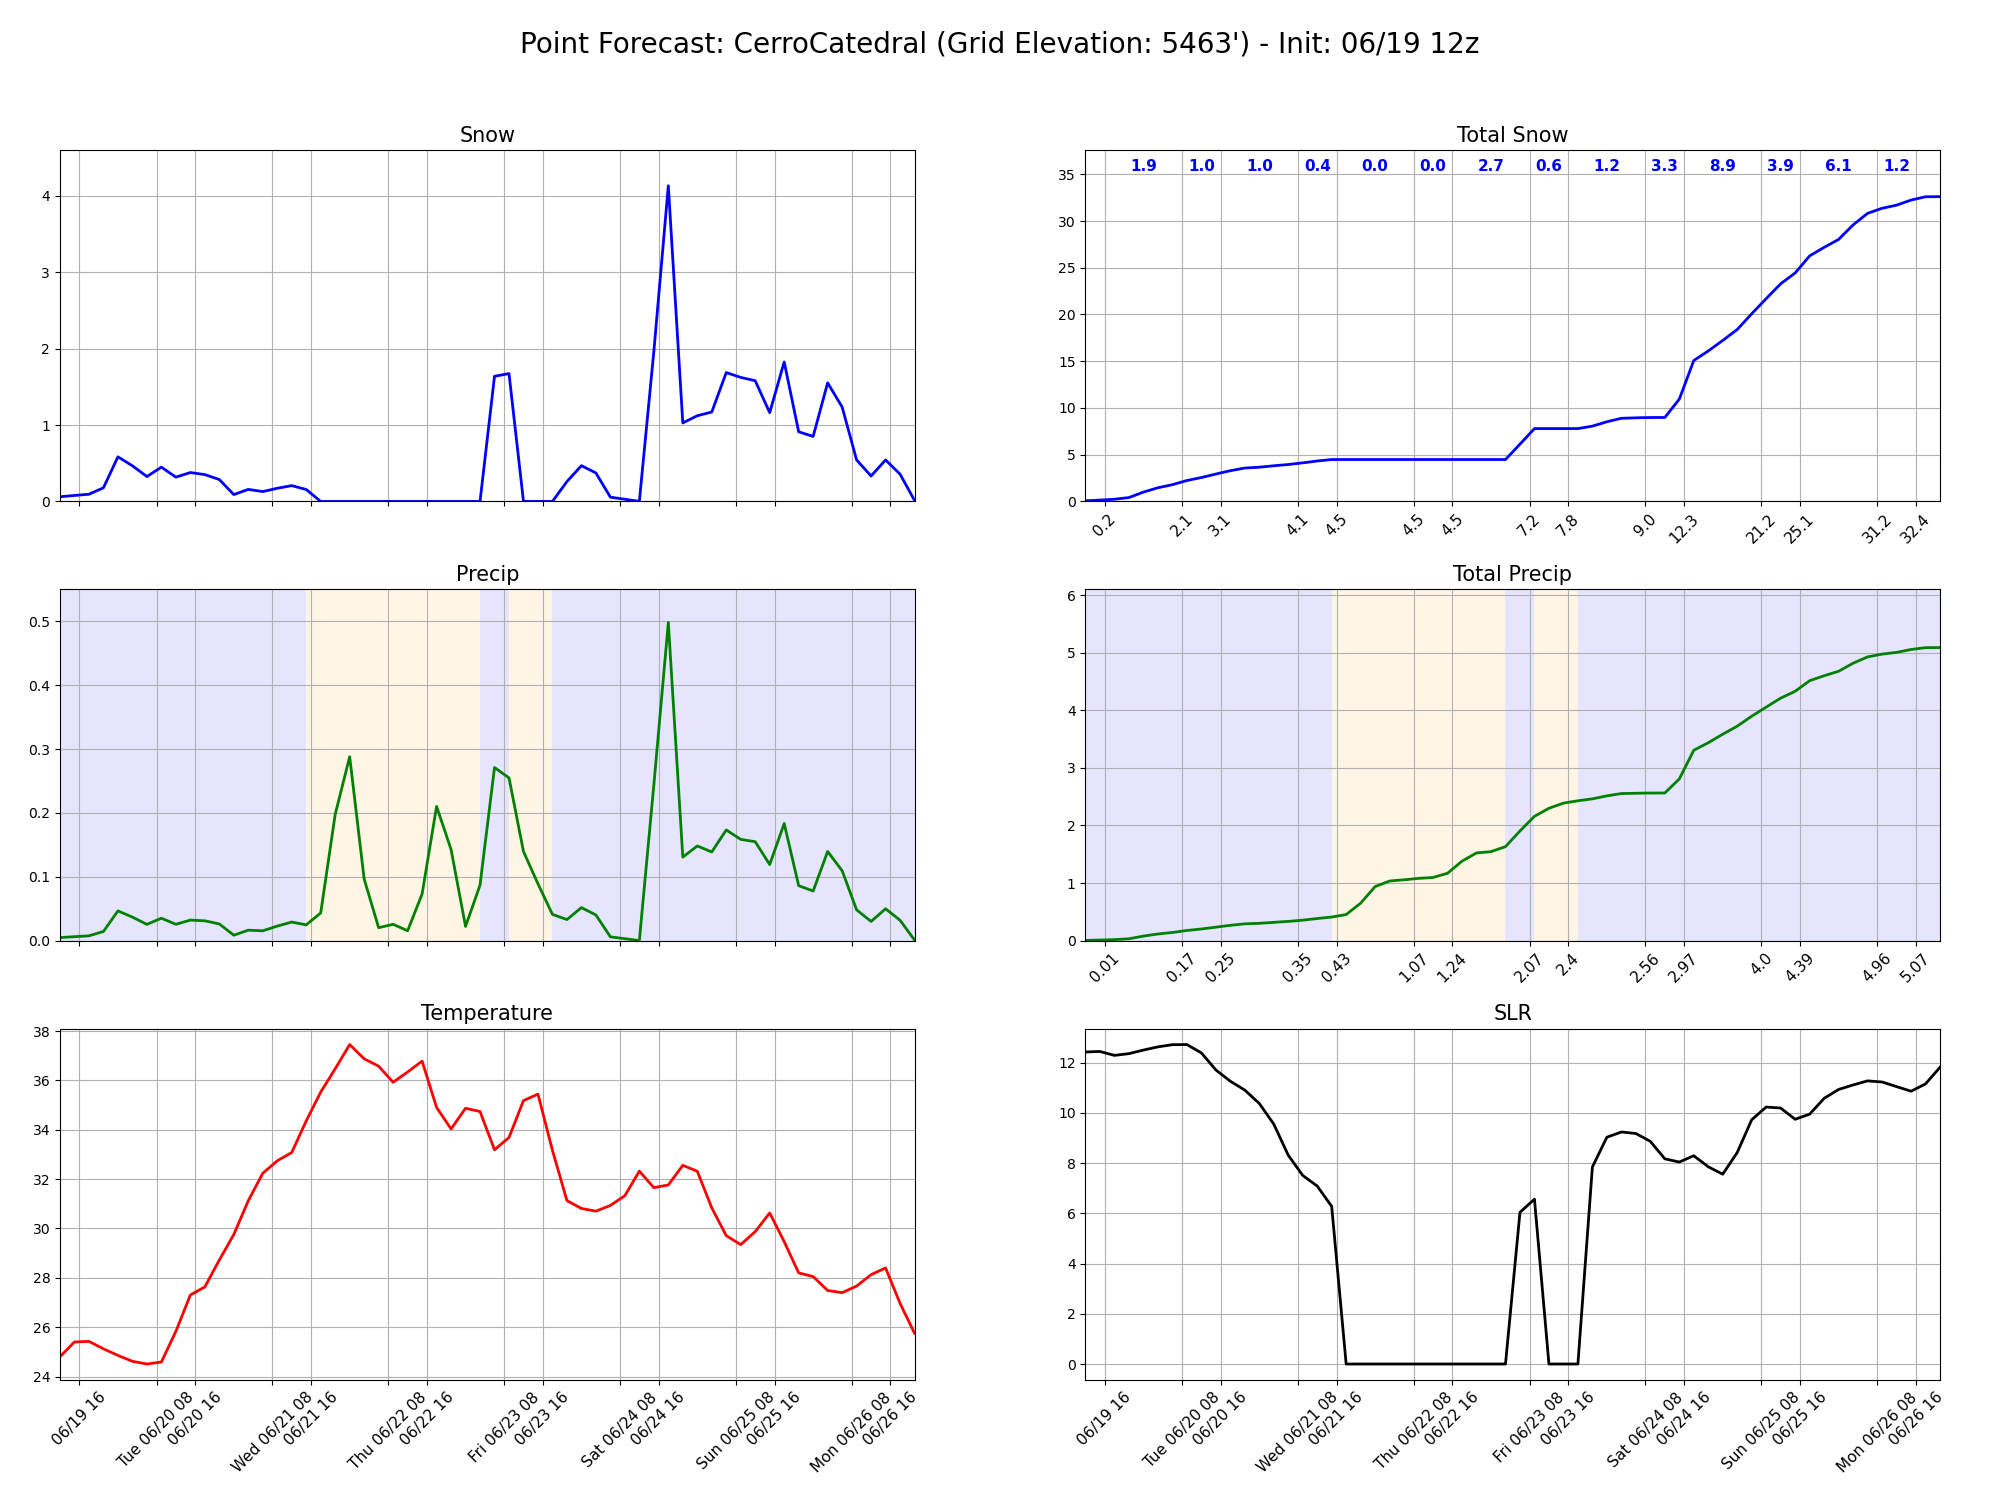 Point Forecast: CerroCatedral (Grid Elevation: 5463') - Init: 06/19 12z
Snow
4
3
2
1
0
Total Snow
1.9 1.0 1.0 0.4 0.0 0.0 2.7 0.6 1.2 3.3 8.9 3.9 6.1 1.2
35
30
25
20
15
10
5
0
0.2 2.1 3.1 4.1 4.5 4.5 4.5 7.2 7.8 9.0 12.3 21.2 25.1 31.2 32.4
Precip
0.5
0.4
0.3
0.2
0.1
0.0
Total Precip
6
5
4
3
2
1
0
0.01 0.17 0.25 0.35 0.43 1.07 1.24 2.07 2.4 2.56 2.97 4.0 4.39 4.96 5.07
Temperature
38
36
34
32
30
28
26
24
06/19 16
Tue 06/20 08
06/20 16
Wed 06/21 08
06/21 16
Thu 06/22 08
06/22 16
Fri 06/23 08
06/23 16
Sat 06/24 08
06/24 16
Sun 06/25 08
06/25 16
Mon 06/26 08
06/26 16
SLR
12
10
8
6
4
2
0
06/19 16
Tue 06/20 08
06/20 16
Wed 06/21 08
06/21 16
Thu 06/22 08
06/22 16
Fri 06/23 08
06/23 16
Sat 06/24 08
06/24 16
Sun 06/25 08
06/25 16
Mon 06/26 08
06/26 16